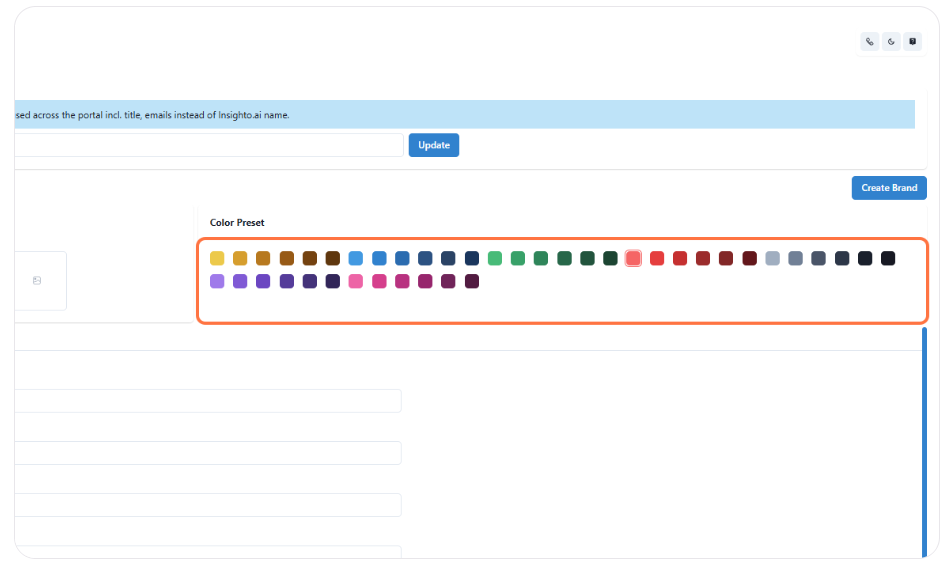 sed across the portal incl. title, emails instead of Insighto.ai name.
Update
Create Brand
Color Preset